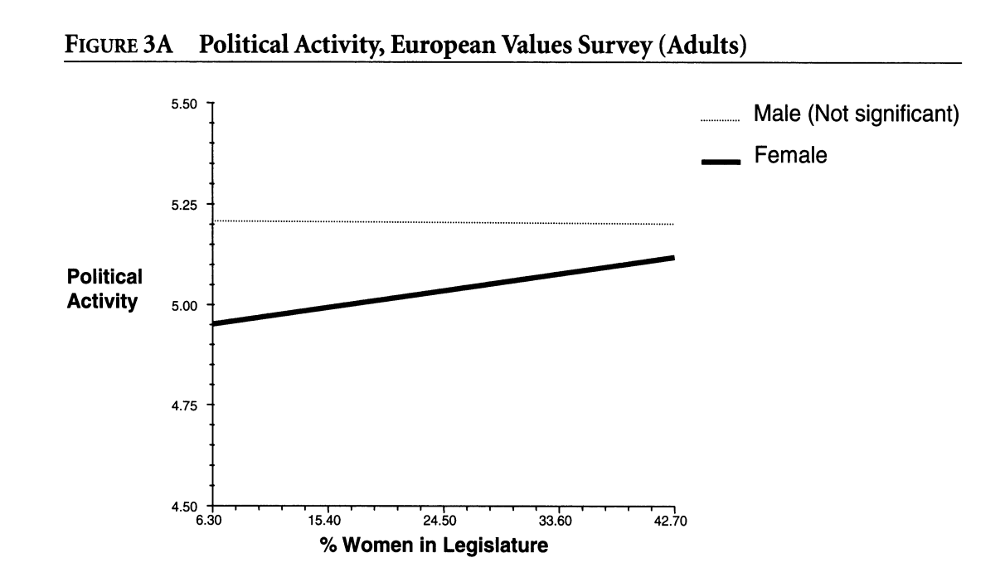 FIGURE 3A Political Activity, European Values Survey (Adults)
Male (Not significant)
Female
5.50
5.25
5.00
4.75
4.50
Political
Activity
6.30 15.40 24.50 33.60 42.70
% Women in Legislature